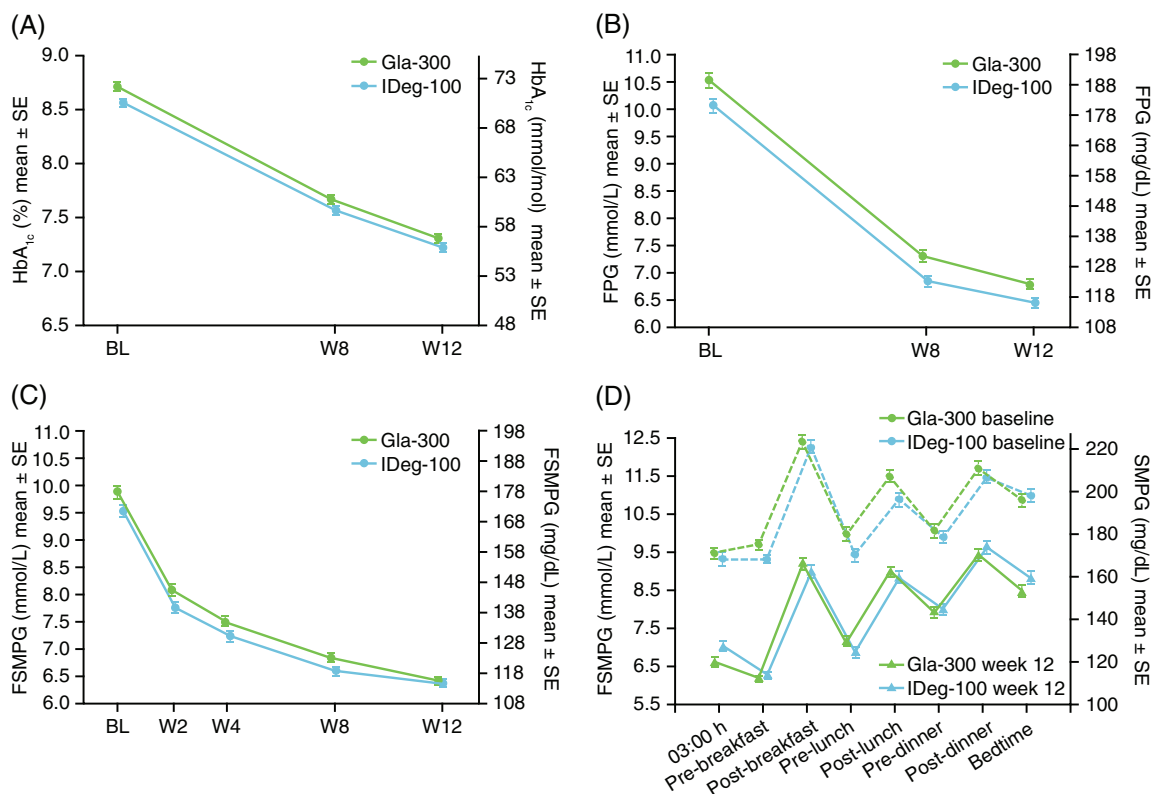 (A)
HbA1c (%) mean ± SE
9.0
8.5
8.0
7.5
7.0
6.5
Gla-300
IDeg-100
73
68
63
58
53
48
HbA1c (mmol/mol) mean ± SE
BL W8 W12
(B)
FPG (mmol/L) mean ± SE
11.0
10.5
10.0
9.5
9.0
8.5
8.0
7.5
7.0
6.5
6.0
Gla-300
IDeg-100
198
188
178
168
158
148
138
128
118
108
FPG (mg/dL) mean ± SE
BL W8 W12
(C)
FSMPG (mmol/L) mean ± SE
11.0
10.5
10.0
9.5
9.0
8.5
8.0
7.5
7.0
6.5
6.0
Gla-300
IDeg-100
198
188
178
168
158
148
138
128
118
108
FSMPG (mg/dL) mean ± SE
BL W2 W4 W8 W12
(D)
FSMPG (mmol/L) mean ± SE
12.5
11.5
10.5
9.5
8.5
7.5
6.5
5.5
Gla-300 baseline
IDeg-100 baseline
Gla-300 week 12
IDeg-100 week 12
220
200
180
160
140
120
100
SMPG (mg/dL) mean ± SE
03:00 h
Pre-breakfast
Post-breakfast
Pre-lunch
Post-lunch
Pre-dinner
Post-dinner
Bedtime